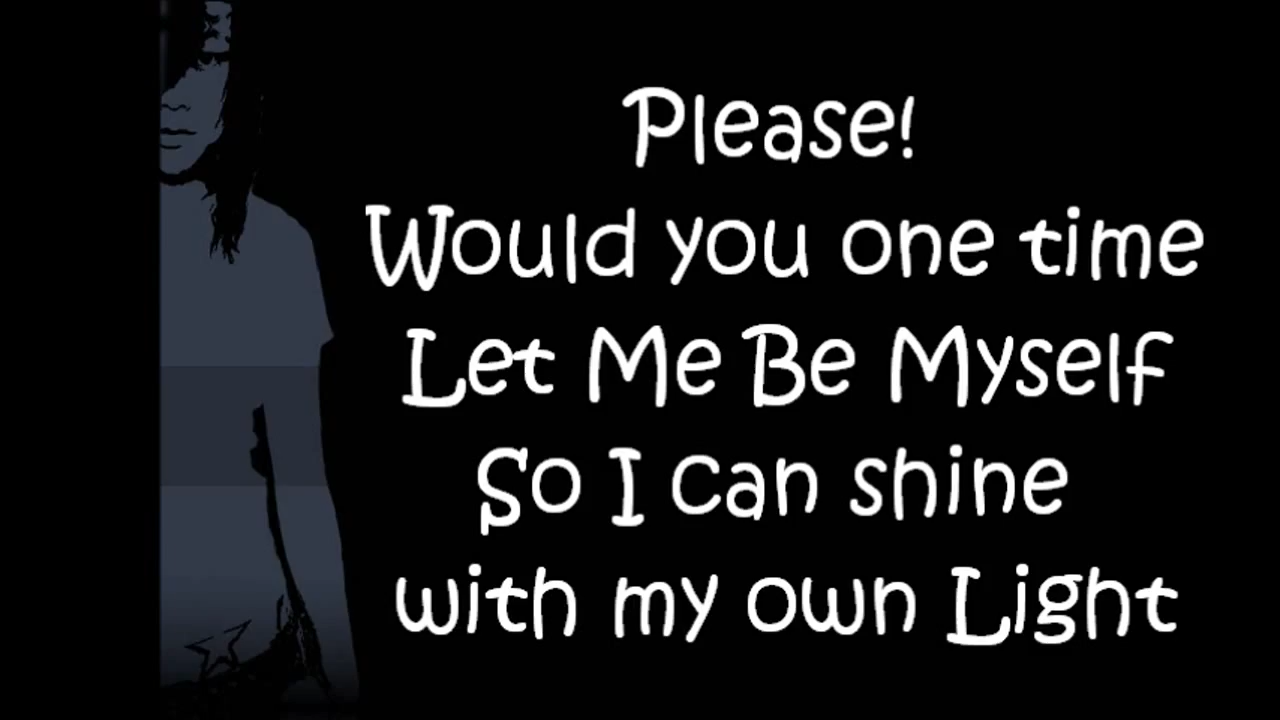 Please!
Would you one time
Let Me Be Myself
So I can shine
with my own Light